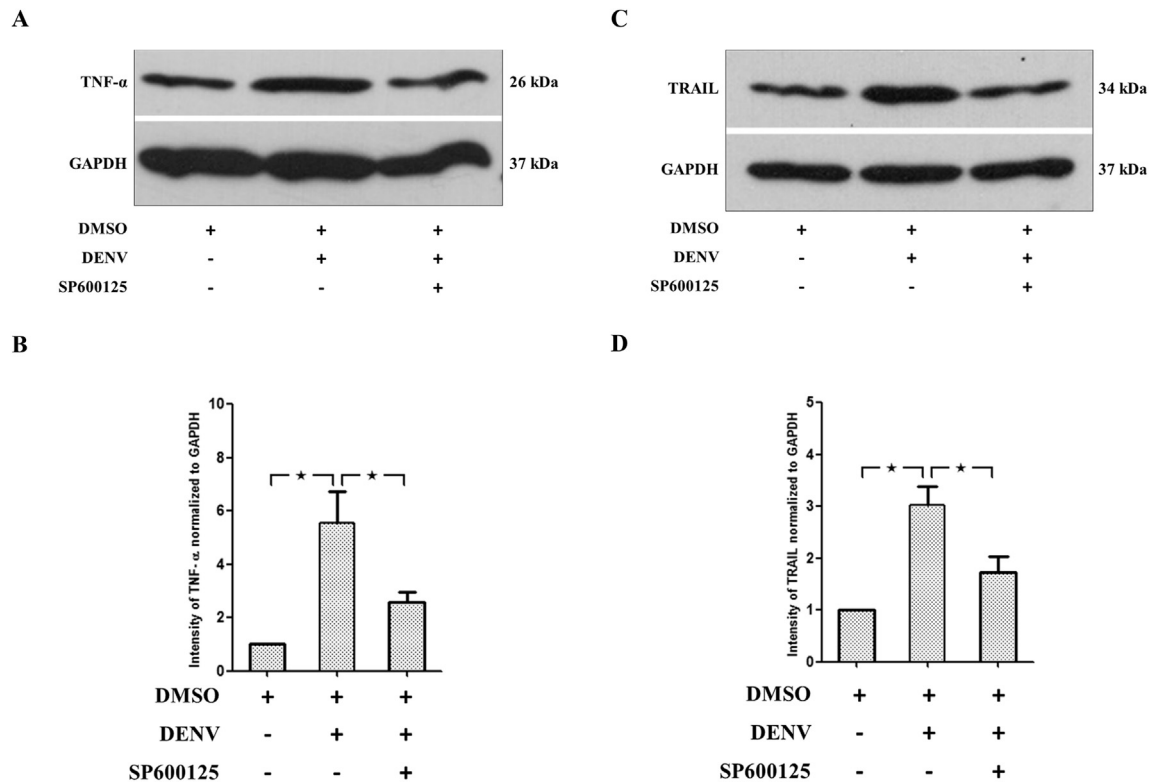 A
TNF-α 26 kDa
GAPDH 37 kDa
DMSO + + +
DENV - + +
SP600125 - - +
C
TRAIL 34 kDa
GAPDH 37 kDa
DMSO + + +
DENV - + +
SP600125 - - +
B
Intensity of TNF-α normalized to GAPDH
10
8
6
4
2
0
★ ★
DMSO + + +
DENV - + +
SP600125 - - +
D
Intensity of TRAIL normalized to GAPDH
5
4
3
2
1
0
★ ★
DMSO + + +
DENV - + +
SP600125 - - +